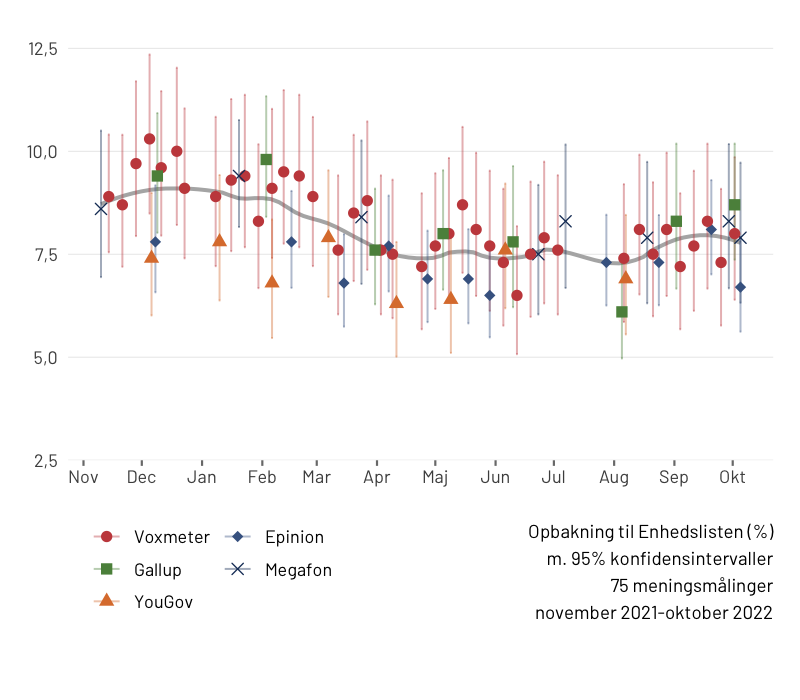 12,5
10,0
7,5
5,0
2,5
Nov Dec Jan Feb Mar Apr Maj Jun Jul Aug Sep Okt
Voxmeter Epinion
Gallup Megafon
YouGov
Opbakning til Enhedslisten (%)
m. 95% konfidensintervaller
75 meningsmålinger
november 2021-oktober 2022